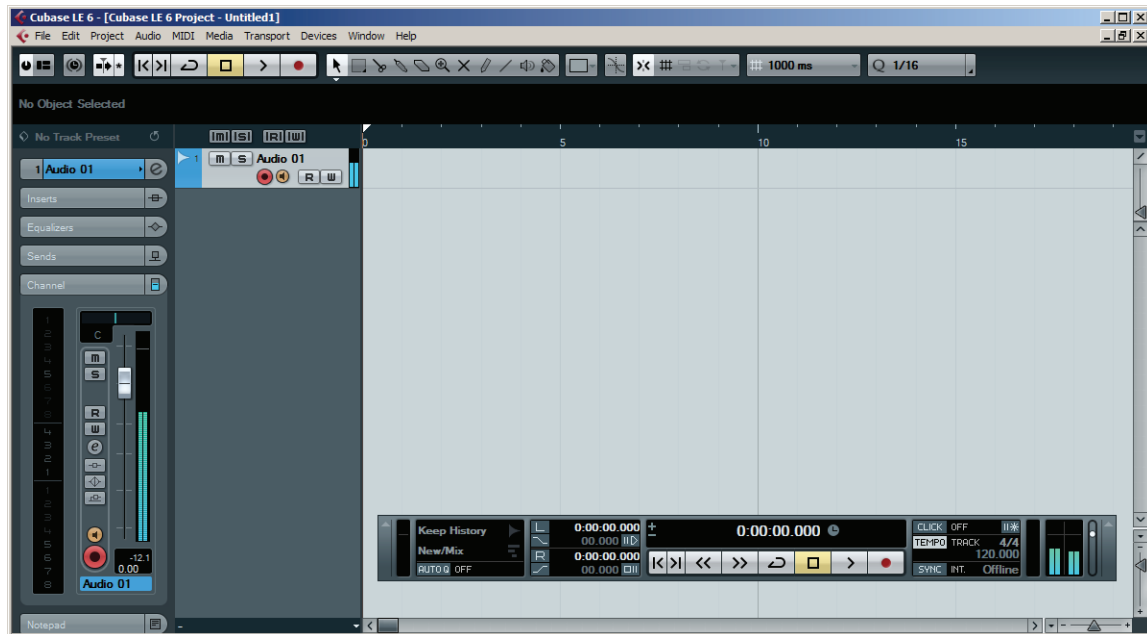 Cubase LE 6 - [Cubase LE 6 Project - Untitled1]
File Edit Project Audio MIDI Media Transport Devices Window Help
1000 ms Q 1/16
No Object Selected
No Track Preset
m S R W
0 5 10 15
1 Audio 01
1 m S Audio 01
R W
Inserts
Equalizers
Sends
Channel
C
m
S
R
W
e
-12.1
0.00
Audio 01
Notepad
Keep History
New/Mix
AUTO Q OFF
L 0:00:00.000
00.000
R 0:00:00.000
00.000
0:00:00.000
CLICK OFF
TEMPO TRACK 4/4
120.000
SYNC INT. Offline